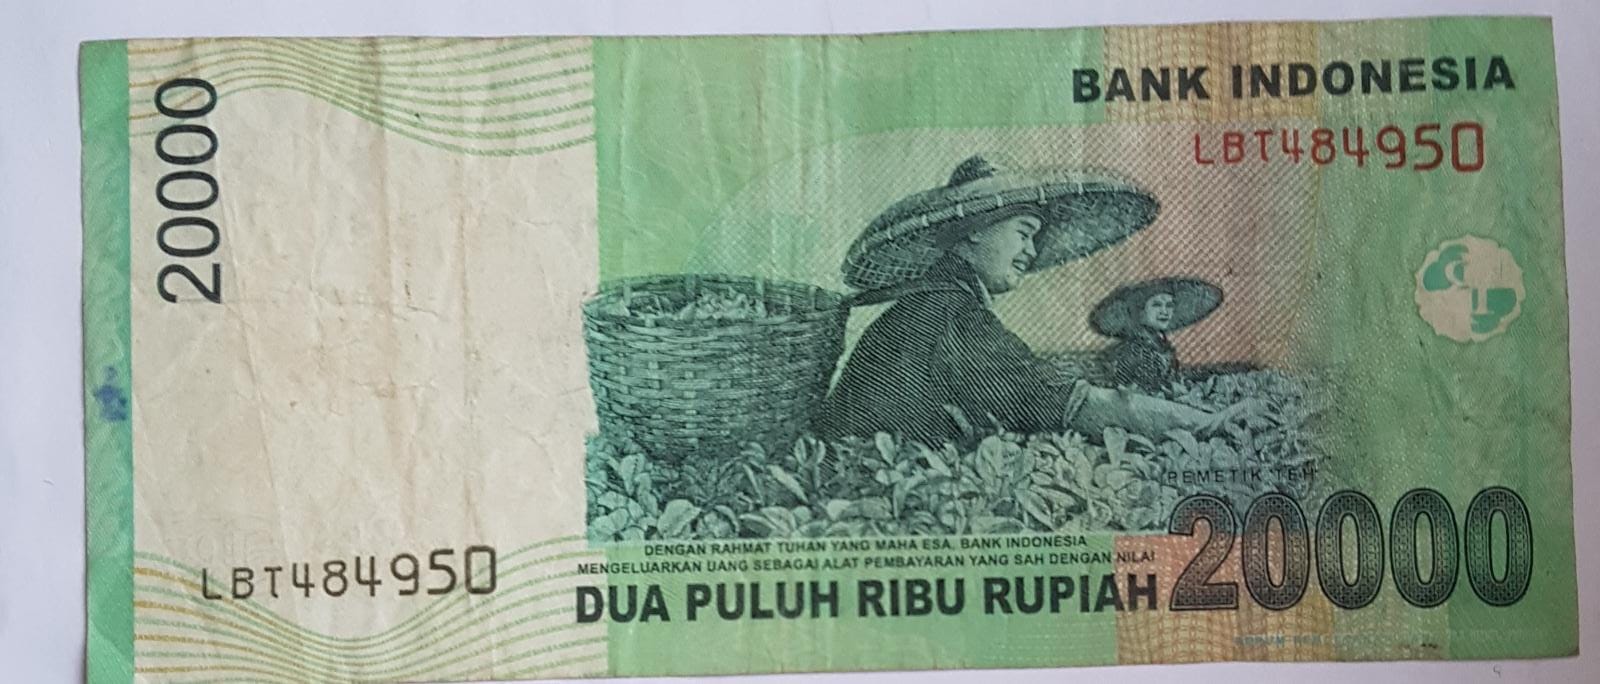 20000
BANK INDONESIA
LBT484950
PEMETIK TEH
20000
DENGAN RAHMAT TUHAN YANG MAHA ESA, BANK INDONESIA
MENGELUARKAN UANG SEBAGAI ALAT PEMBAYARAN YANG SAH DENGAN NILAI
DUA PULUH RIBU RUPIAH
LBT484950